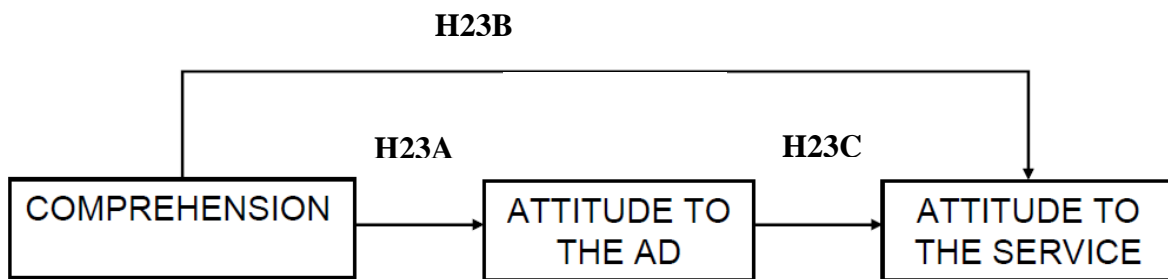 H23B
H23A
H23C
COMPREHENSION
ATTITUDE TO
THE AD
ATTITUDE TO
THE SERVICE